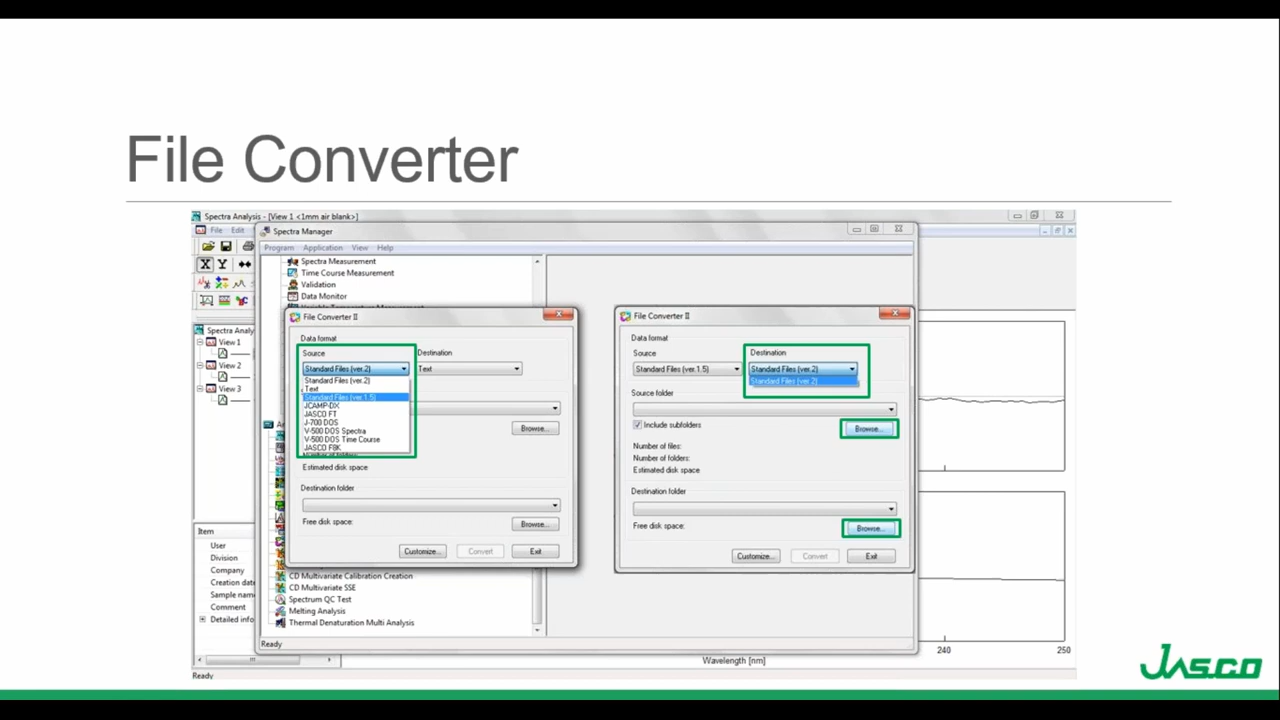 File Converter
Spectra Analysis - [View 1 <1mm air blank>]
File Edit
Spectra Manager
Program Application View Help
Spectra Measurement
Time Course Measurement
Validation
Data Monitor
X Y
Spectra Analy
View 1
View 2
View 3
File Converter II
Data format
Source
Destination
Standard Files (ver.2)
Text
Standard Files (ver.2)
Text
Standard Files (ver.1.5)
JCAMP-DX
JASCO FT
J-700 DOS
V-500 DOS Spectra
V-500 DOS Time Course
JASCO F8K
Browse...
Estimated disk space
Destination folder
Free disk space:
Browse...
Customize... Convert Exit
File Converter II
Data format
Source
Destination
Standard Files (ver.1.5)
Standard Files (ver.2)
Standard Files (ver.2)
Source folder
Include subfolders
Browse...
Number of files:
Number of folders:
Estimated disk space
Destination folder
Free disk space:
Browse...
Customize... Convert Exit
Item
User
Division
Company
Creation date
Sample name
Comment
Detailed info
CD Multivariate Calibration Creation
CD Multivariate SSE
Spectrum QC Test
Melting Analysis
Thermal Denaturation Multi Analysis
Ready
240 250
Wavelength [nm]
Ready
JASCO